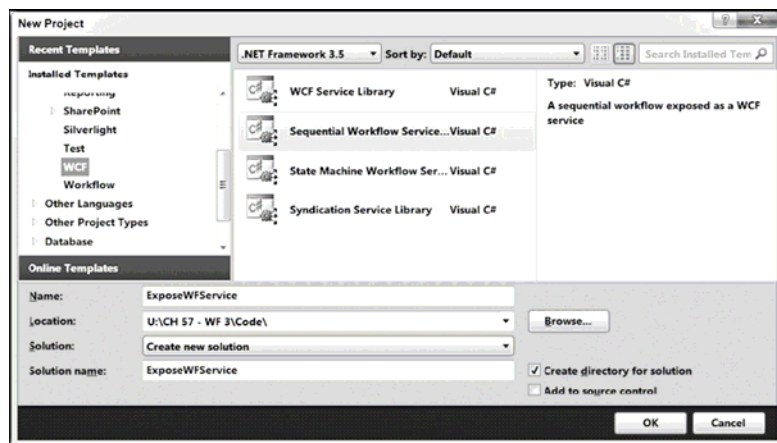 New Project
Recent Templates
.NET Framework 3.5 Sort by: Default Search Installed Tem
Installed Templates
Reporting
SharePoint
Silverlight
Test
WCF
Workflow
Other Languages
Other Project Types
Database
Online Templates
WCF Service Library Visual C#
Sequential Workflow Service... Visual C#
State Machine Workflow Ser... Visual C#
Syndication Service Library Visual C#
Type: Visual C#
A sequential workflow exposed as a WCF
service
Name: ExposeWFService
Location: U:\CH 57 - WF 3\Code\ Browse...
Solution: Create new solution
Solution name: ExposeWFService
Create directory for solution
Add to source control
OK Cancel